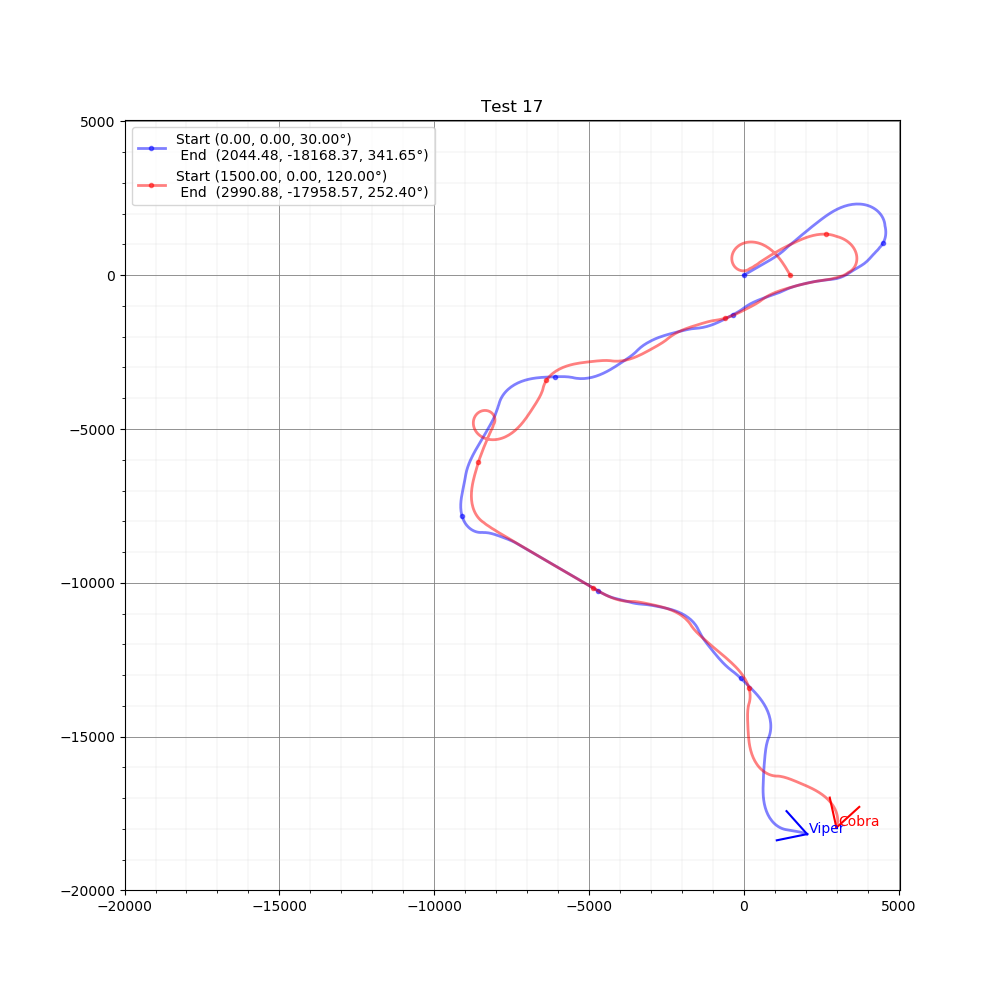 Test 17
Start (0.00, 0.00, 30.00°)
End (2044.48, -18168.37, 341.65°)
Start (1500.00, 0.00, 120.00°)
End (2990.88, -17958.57, 252.40°)
5000
0
−5000
−10000
−15000
−20000
Viper
Cobra
−20000 −15000 −10000 −5000 0 5000